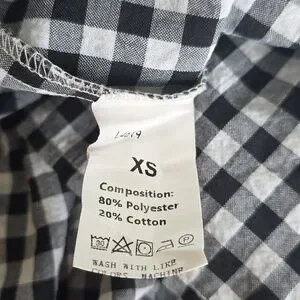 XS
Composition:
80% Polyester
20% Cotton
WASH WITH LIKE
COLORS, MACHINE